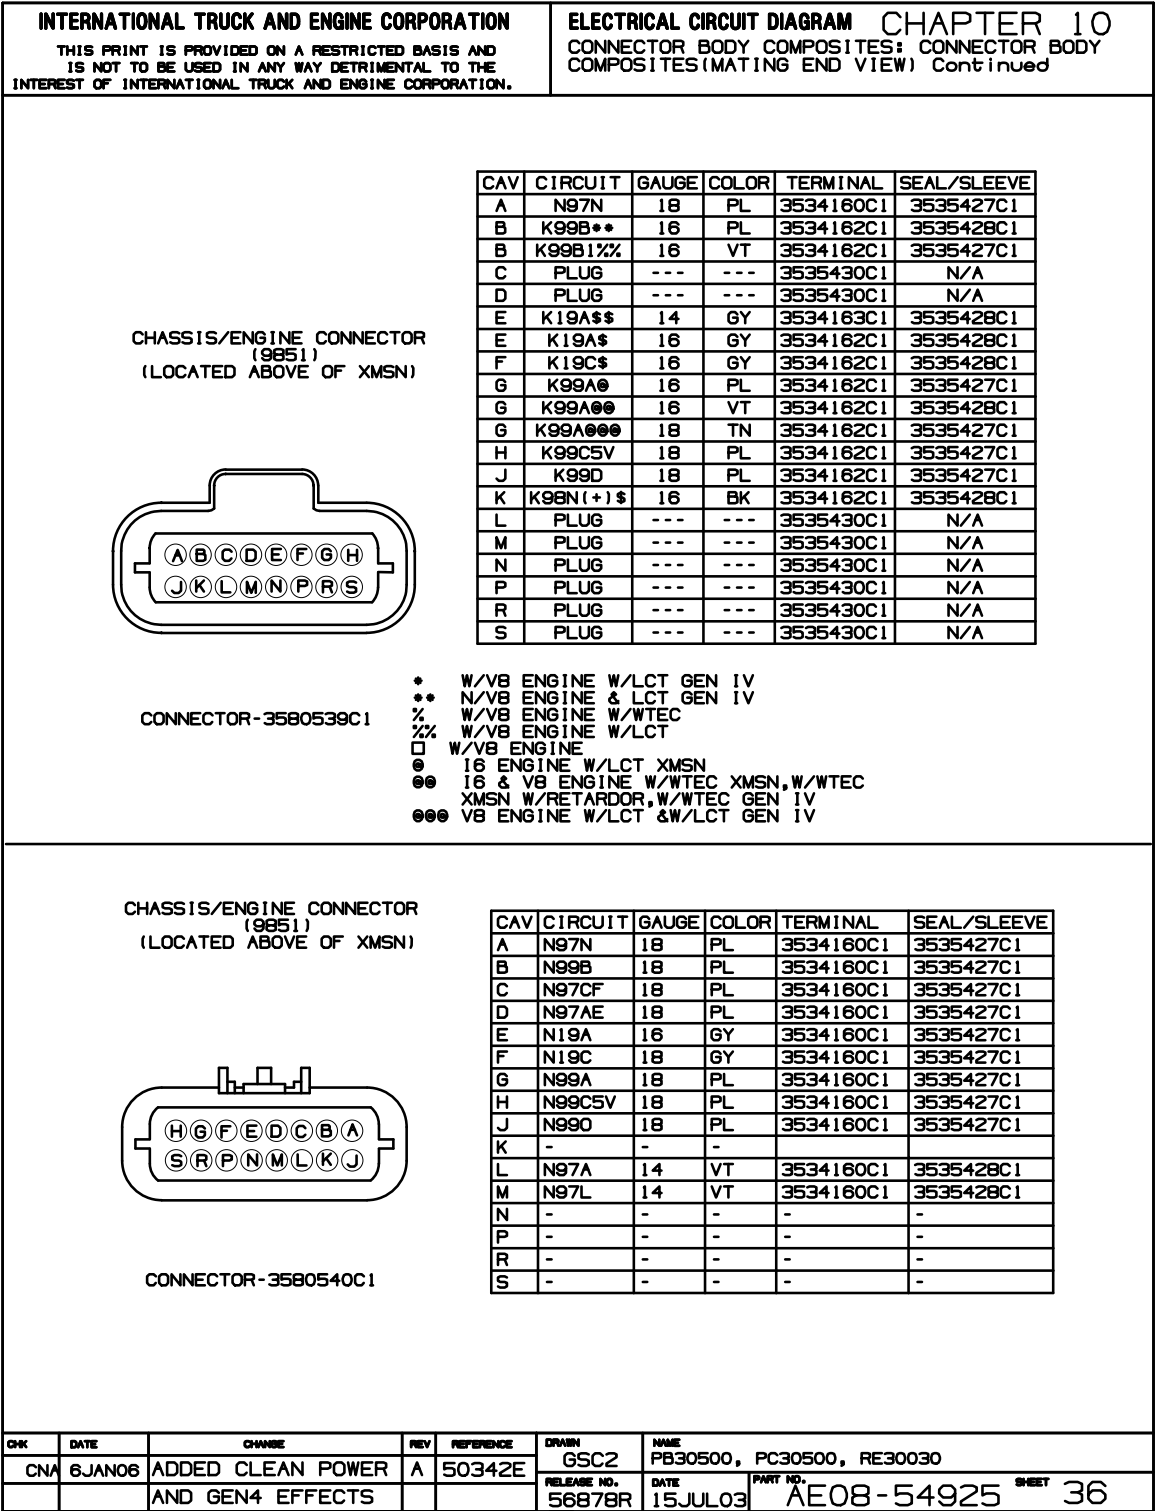 INTERNATIONAL TRUCK AND ENGINE CORPORATION
THIS PRINT IS PROVIDED ON A RESTRICTED BASIS AND
IS NOT TO BE USED IN ANY WAY DETRIMENTAL TO THE
INTEREST OF INTERNATIONAL TRUCK AND ENGINE CORPORATION.
ELECTRICAL CIRCUIT DIAGRAM CHAPTER 10
CONNECTOR BODY COMPOSITES: CONNECTOR BODY
COMPOSITES(MATING END VIEW) Continued
CHASSIS/ENGINE CONNECTOR
(9851)
(LOCATED ABOVE OF XMSN)
A B C D E F G H
J K L M N P R S
CONNECTOR-3580539C1
CAV CIRCUIT GAUGE COLOR TERMINAL SEAL/SLEEVE
A N97N 18 PL 3534160C1 3535427C1
B K99B** 16 PL 3534162C1 3535428C1
B K99B1%% 16 VT 3534162C1 3535427C1
C PLUG --- --- 3535430C1 N/A
D PLUG --- --- 3535430C1 N/A
E K19A$$ 14 GY 3534163C1 3535428C1
E K19A$ 16 GY 3534162C1 3535428C1
F K19C$ 16 GY 3534162C1 3535428C1
G K99A@ 16 PL 3534162C1 3535427C1
G K99A@@ 16 VT 3534162C1 3535428C1
G K99A@@@ 18 TN 3534162C1 3535427C1
H K99C5V 18 PL 3534162C1 3535427C1
J K99D 18 PL 3534162C1 3535427C1
K K98N(+)$ 16 BK 3534162C1 3535428C1
L PLUG --- --- 3535430C1 N/A
M PLUG --- --- 3535430C1 N/A
N PLUG --- --- 3535430C1 N/A
P PLUG --- --- 3535430C1 N/A
R PLUG --- --- 3535430C1 N/A
S PLUG --- --- 3535430C1 N/A
* W/V8 ENGINE W/LCT GEN IV
** N/V8 ENGINE & LCT GEN IV
% W/V8 ENGINE W/WTEC
%% W/V8 ENGINE W/LCT
□ W/V8 ENGINE
@ I6 ENGINE W/LCT XMSN
@@ I6 & V8 ENGINE W/WTEC XMSN,W/WTEC
XMSN W/RETARDOR,W/WTEC GEN IV
@@@ V8 ENGINE W/LCT &W/LCT GEN IV
CHASSIS/ENGINE CONNECTOR
(9851)
(LOCATED ABOVE OF XMSN)
H G F E D C B A
S R P N M L K J
CONNECTOR-3580540C1
CAV CIRCUIT GAUGE COLOR TERMINAL SEAL/SLEEVE
A N97N 18 PL 3534160C1 3535427C1
B N99B 18 PL 3534160C1 3535427C1
C N97CF 18 PL 3534160C1 3535427C1
D N97AE 18 PL 3534160C1 3535427C1
E N19A 16 GY 3534160C1 3535427C1
F N19C 18 GY 3534160C1 3535427C1
G N99A 18 PL 3534160C1 3535427C1
H N99C5V 18 PL 3534160C1 3535427C1
J N990 18 PL 3534160C1 3535427C1
K - - -
L N97A 14 VT 3534160C1 3535428C1
M N97L 14 VT 3534160C1 3535428C1
N - - - - -
P - - - - -
R - - - - -
S - - - - -
CHK DATE CHANGE REV REFERENCE
CNA 6JAN06 ADDED CLEAN POWER A 50342E
AND GEN4 EFFECTS
DRAWN GSC2
NAME PB30500, PC30500, RE30030
RELEASE NO. 56878R
DATE 15JUL03
PART NO. AE08-54925
SHEET 36